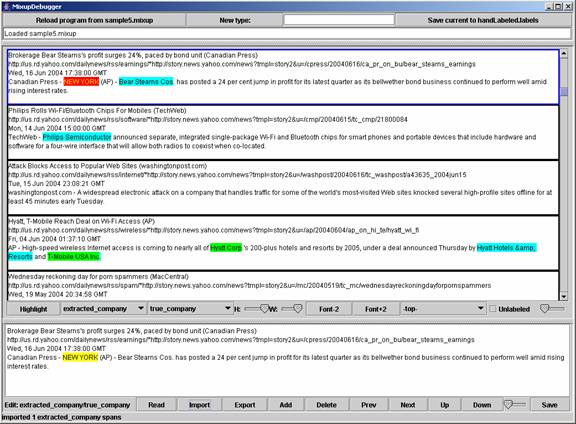 MixupDebugger
Reload program from sample5.mixup New type: Save current to handLabeled.labels
Loaded sample5.mixup
Brokerage Bear Stearns's profit surges 24%, paced by bond unit (Canadian Press)
http://us.rd.yahoo.com/dailynews/rss/earnings/*http://story.news.yahoo.com/news?tmpl=story2&u=/cpress/20040616/ca_pr_on_bu/bear_stearns_earnings
Wed, 16 Jun 2004 17:38:00 GMT
Canadian Press - NEW YORK (AP) - Bear Stearns Cos. has posted a 24 per cent jump in profit for its latest quarter as its bellwether bond business continued to perform well amid
rising interest rates.
Philips Rolls Wi-Fi/Bluetooth Chips For Mobiles (TechWeb)
http://us.rd.yahoo.com/dailynews/rss/software/*http://story.news.yahoo.com/news?tmpl=story2&u=/cmp/20040615/tc_cmp/21800084
Mon, 14 Jun 2004 15:00:00 GMT
TechWeb - Philips Semiconductor announced separate, integrated single-package Wi-Fi and Bluetooth chips for smart phones and portable devices that include hardware and
software for a four-wire interface that will allow both radios to coexist when co-located.
Attack Blocks Access to Popular Web Sites (washingtonpost.com)
http://us.rd.yahoo.com/dailynews/rss/internet/*http://story.news.yahoo.com/news?tmpl=story2&u=/washpost/20040616/tc_washpost/a43635_2004jun15
Tue, 15 Jun 2004 23:08:21 GMT
washingtonpost.com - A widespread electronic attack on a company that handles traffic for some of the world's most-visited Web sites knocked several high-profile sites offline for at
least 45 minutes early Tuesday.
Hyatt, T-Mobile Reach Deal on Wi-Fi Access (AP)
http://us.rd.yahoo.com/dailynews/rss/wireless/*http://story.news.yahoo.com/news?tmpl=story2&u=/ap/20040604/ap_on_hi_te/hyatt_wi_fi
Fri, 04 Jun 2004 01:37:10 GMT
AP - High-speed wireless Internet access is coming to nearly all of Hyatt Corp.'s 200-plus hotels and resorts by 2005, under a deal announced Thursday by Hyatt Hotels &amp;
Resorts and T-Mobile USA Inc.
Wednesday reckoning day for porn spammers (MacCentral)
http://us.rd.yahoo.com/dailynews/rss/spam/*http://story.news.yahoo.com/news?tmpl=story2&u=/mc/20040519/tc_mc/wednesdayreckoningdayforpornspammers
Wed, 19 May 2004 20:34:58 GMT
Highlight extracted_company true_company H: W: Font-2 Font+2 -top- Unlabeled
Brokerage Bear Stearns's profit surges 24%, paced by bond unit (Canadian Press)
http://us.rd.yahoo.com/dailynews/rss/earnings/*http://story.news.yahoo.com/news?tmpl=story2&u=/cpress/20040616/ca_pr_on_bu/bear_stearns_earnings
Wed, 16 Jun 2004 17:38:00 GMT
Canadian Press - NEW YORK (AP) - Bear Stearns Cos. has posted a 24 per cent jump in profit for its latest quarter as its bellwether bond business continued to perform well amid rising
interest rates.
Edit: extracted_company/true_company Read Import Export Add Delete Prev Next Up Down Save
imported 1 extracted_company spans